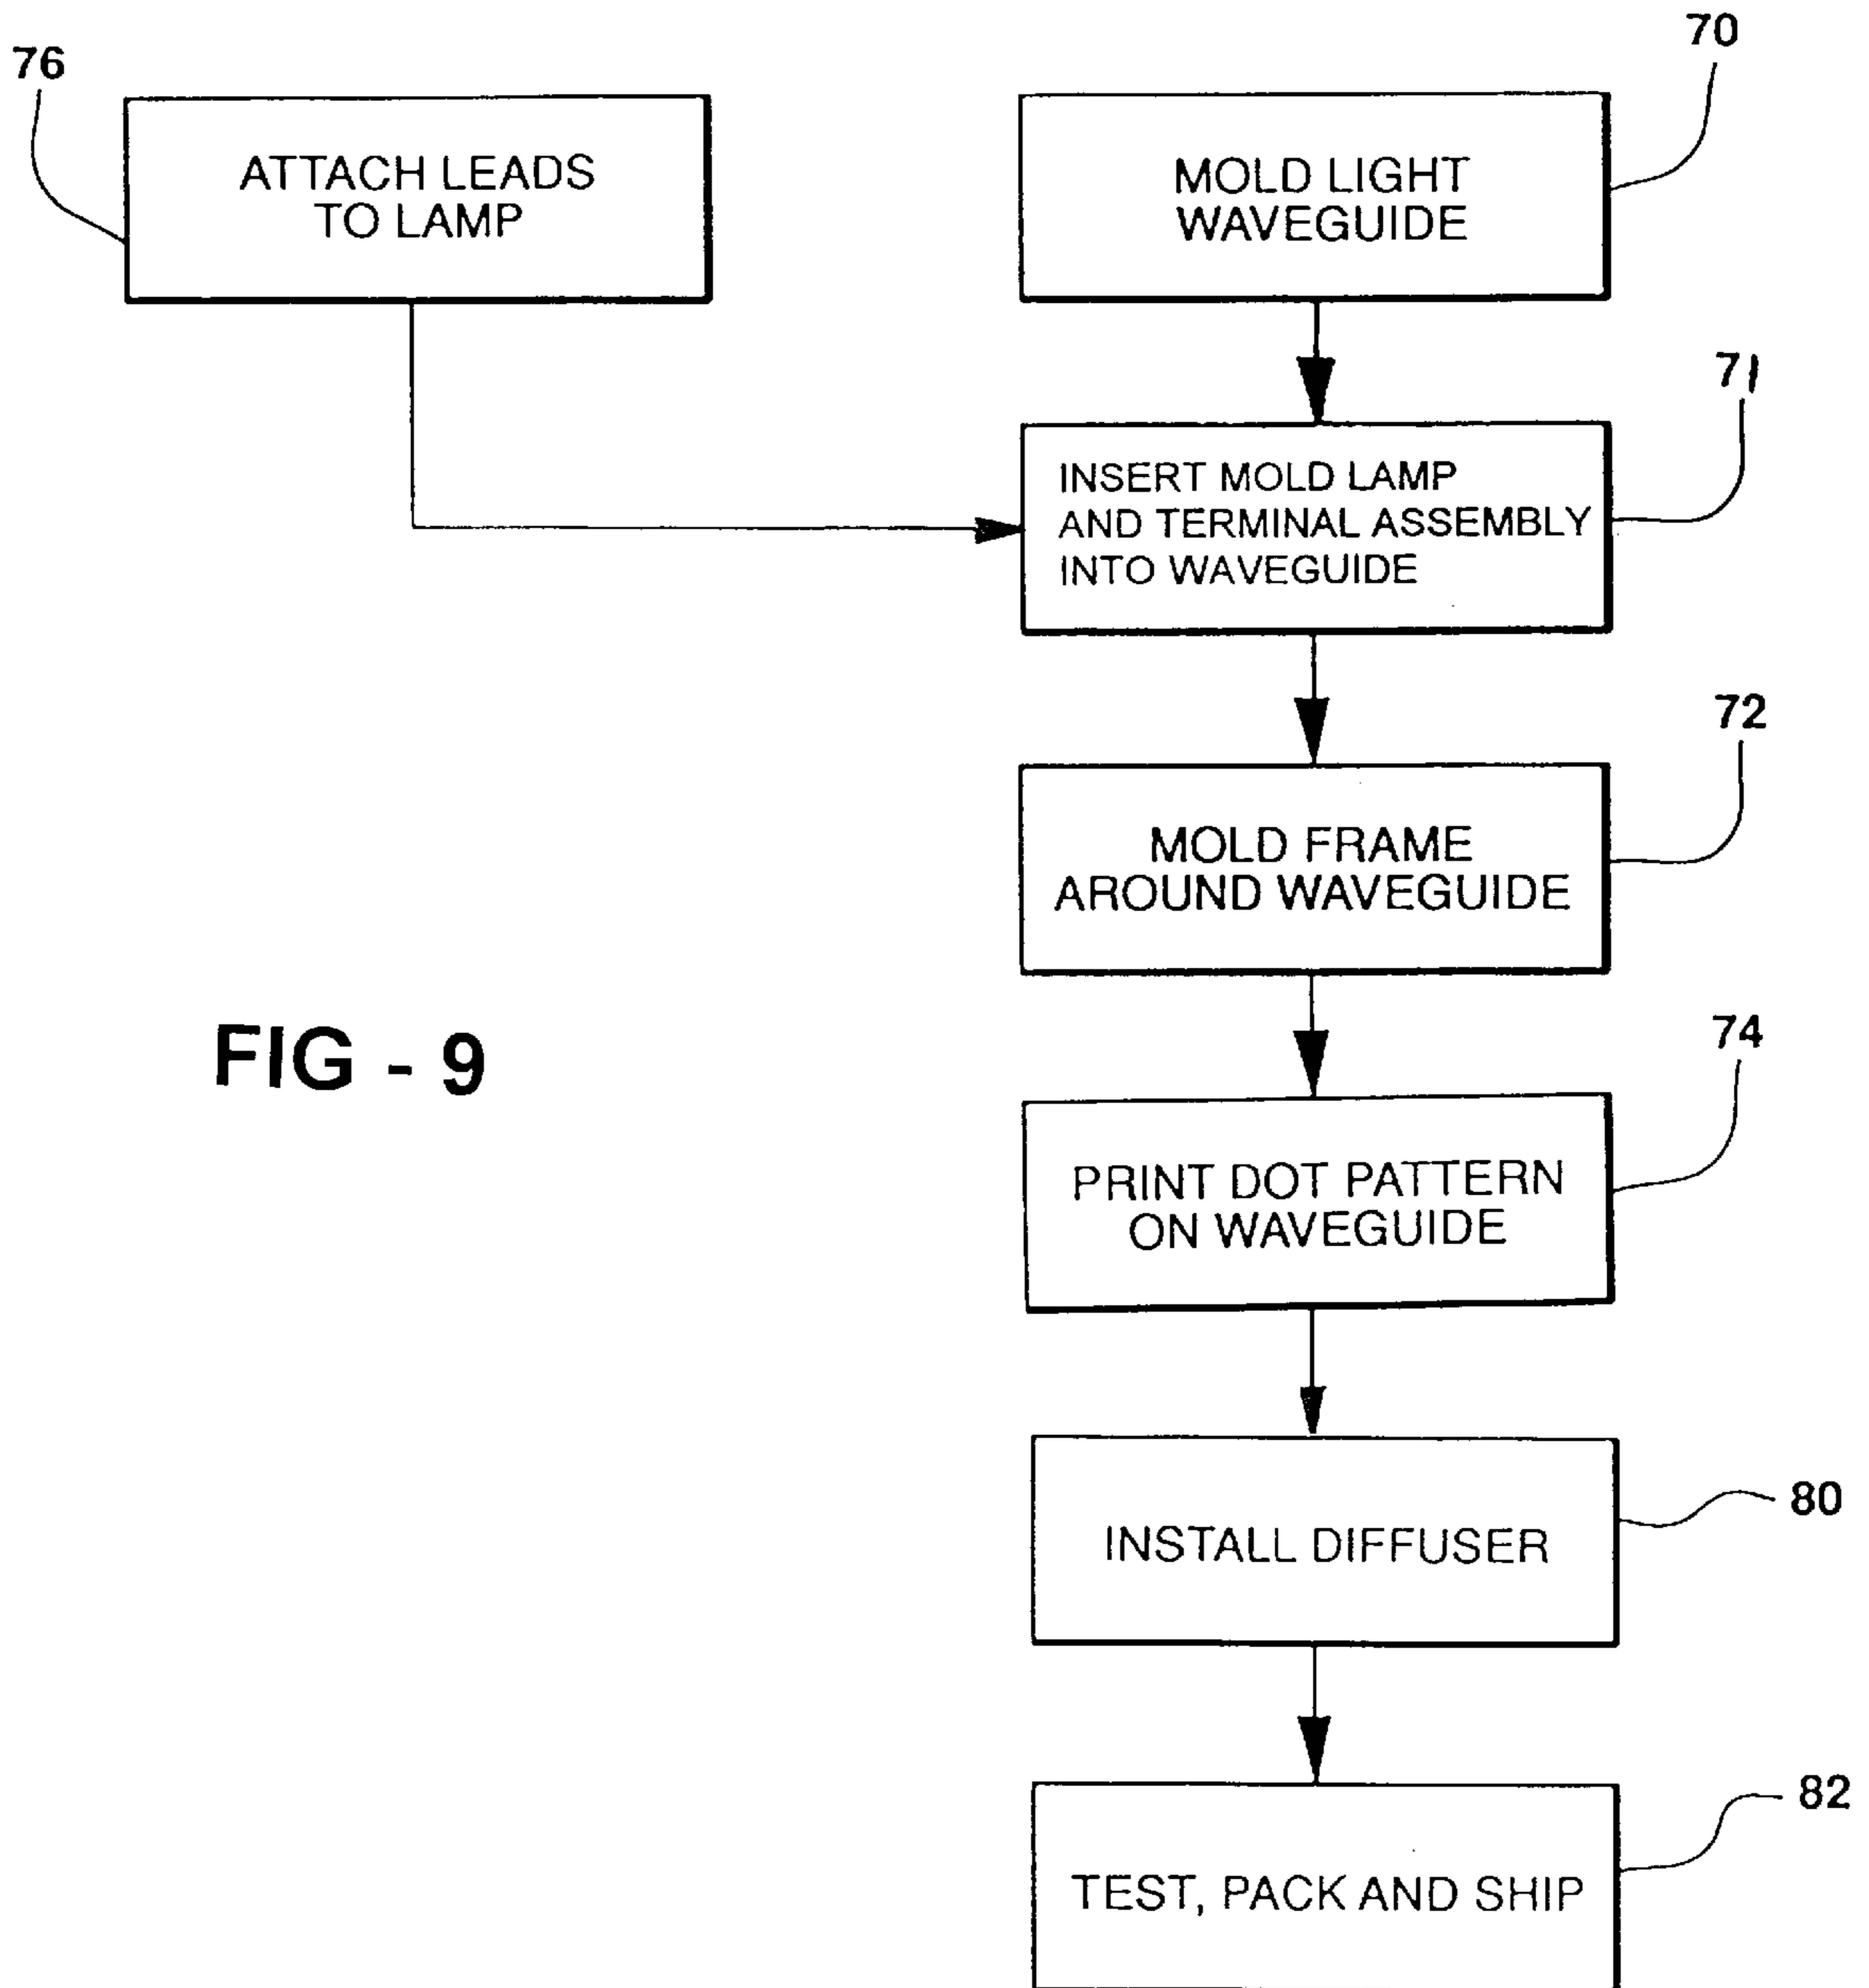 76
ATTACH LEADS
TO LAMP
70
MOLD LIGHT
WAVEGUIDE
71
INSERT MOLD LAMP
AND TERMINAL ASSEMBLY
INTO WAVEGUIDE
72
MOLD FRAME
AROUND WAVEGUIDE
FIG - 9
74
PRINT DOT PATTERN
ON WAVEGUIDE
80
INSTALL DIFFUSER
82
TEST, PACK AND SHIP